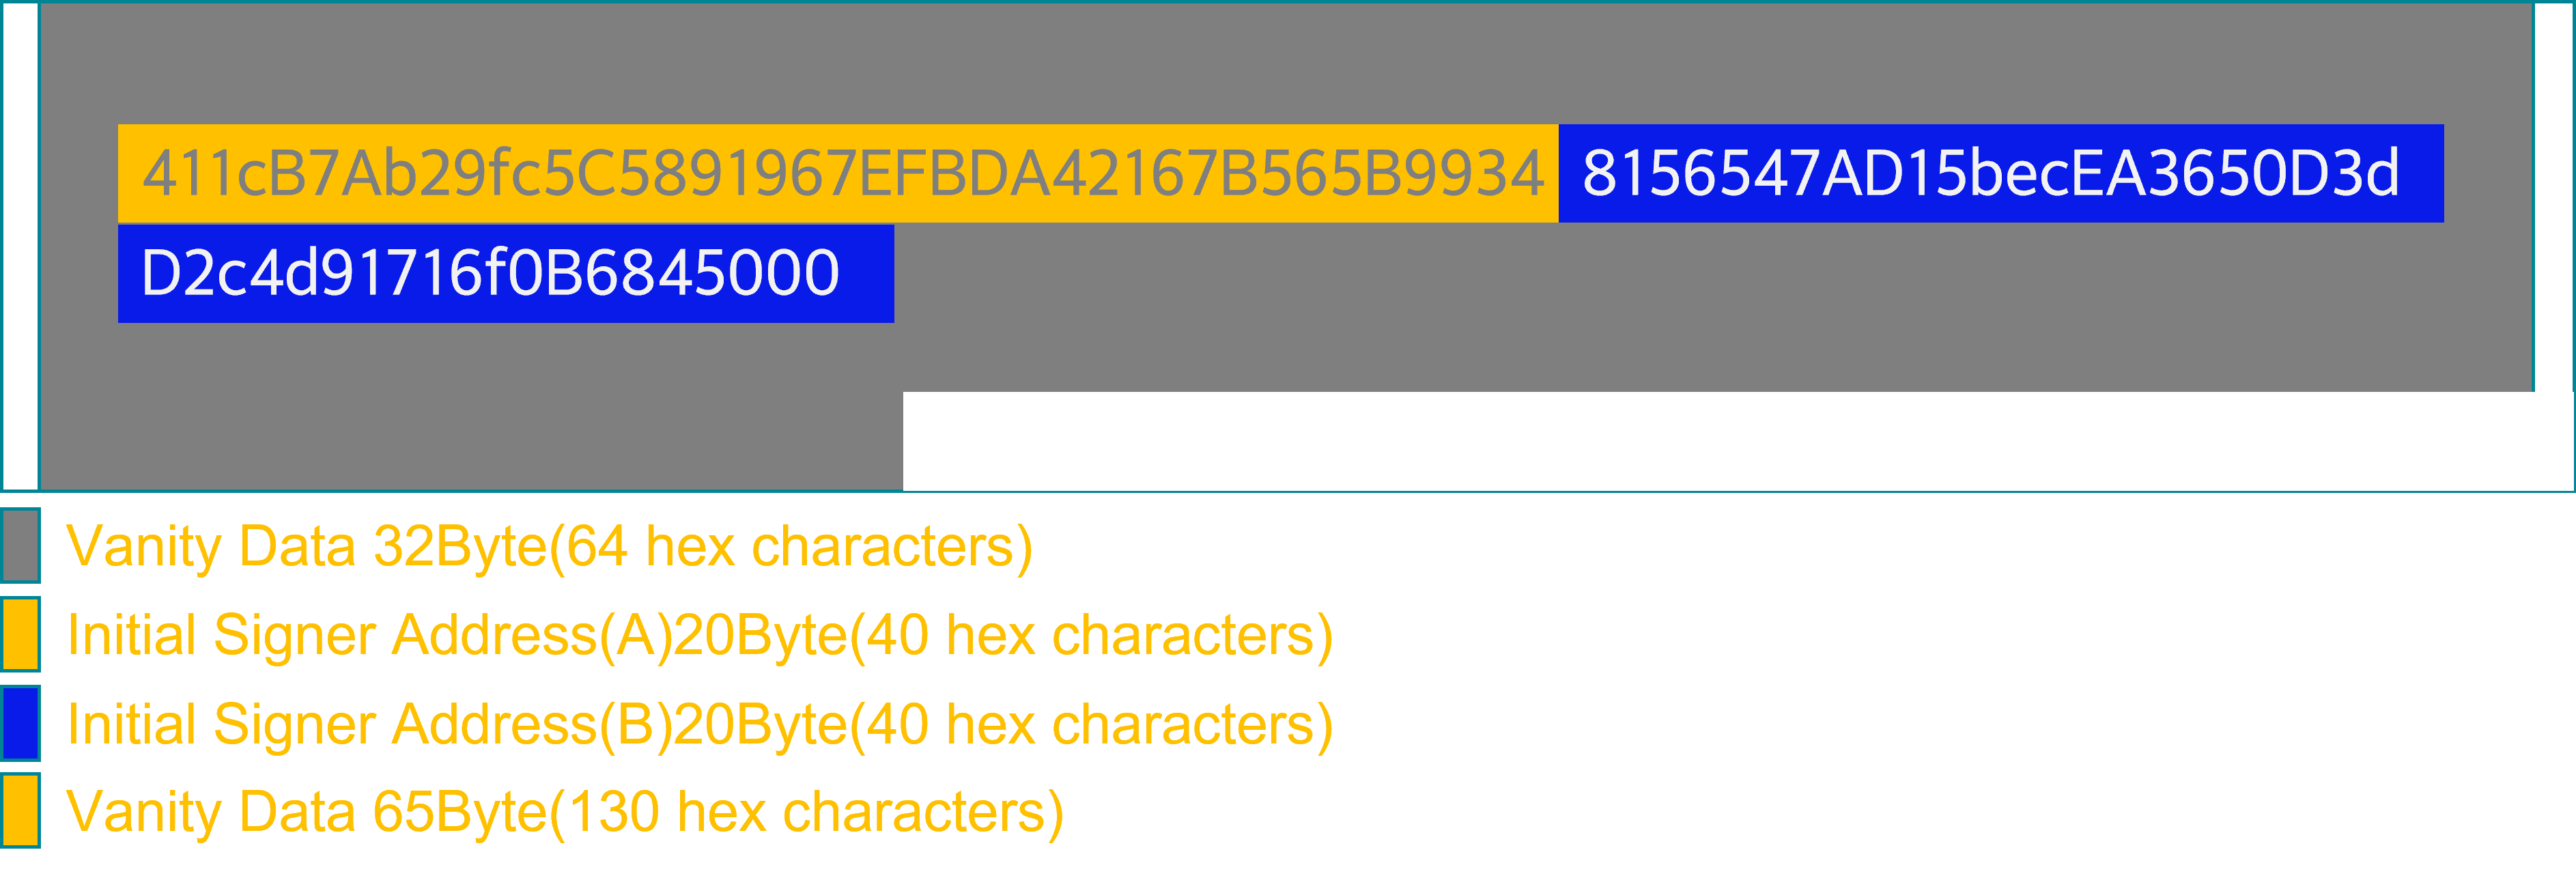 411cB7Ab29fc5C5891967EFBDA42167B565B9934 8156547AD15becEA3650D3d
D2c4d91716f0B6845000
Vanity Data 32Byte(64 hex characters)
Initial Signer Address(A)20Byte(40 hex characters)
Initial Signer Address(B)20Byte(40 hex characters)
Vanity Data 65Byte(130 hex characters)